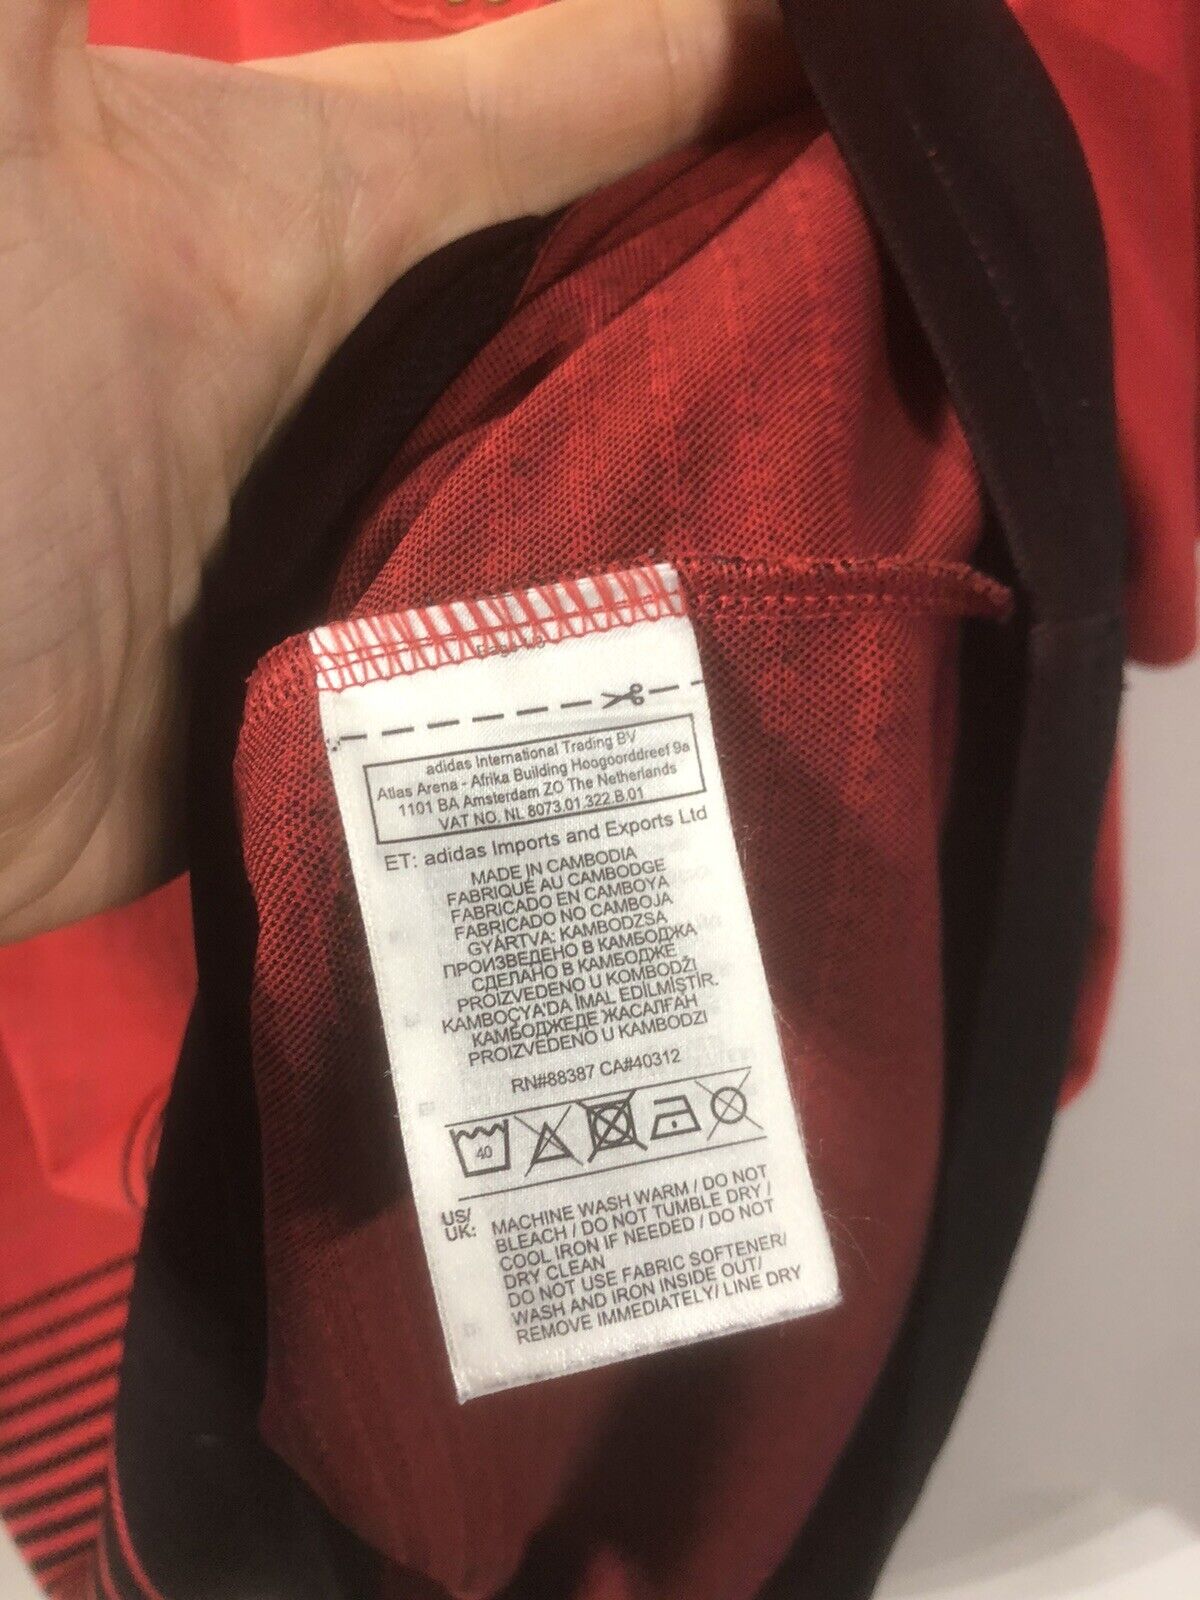 adidas International Trading BV
Atlas Arena - Afrika Building Hoogoorddreef 9a
1101 BA Amsterdam ZO The Netherlands
VAT NO. NL 8073.01.322.B.01
ET: adidas Imports and Exports Ltd
MADE IN CAMBODIA
FABRIQUÉ AU CAMBODGE
FABRICADO EN CAMBOYA
FABRICADO NO CAMBOJA
GYÁRTVA: KAMBODZSA
ПРОИЗВЕДЕНО В КАМБОДЖА
СДЕЛАНО В КАМБОДЖЕ
PROIZVEDENO U KOMBODŽI
KAMBOÇYA'DA İMAL EDİLMİŞTİR.
КАМБОДЖЕДЕ ЖАСАЛҒАН
PROIZVEDENO U KAMBODZI
RN#88387 CA#40312
40
US/
UK:
MACHINE WASH WARM / DO NOT
BLEACH / DO NOT TUMBLE DRY /
COOL IRON IF NEEDED / DO NOT
DRY CLEAN
DO NOT USE FABRIC SOFTENER/
WASH AND IRON INSIDE OUT/
REMOVE IMMEDIATELY/ LINE DRY